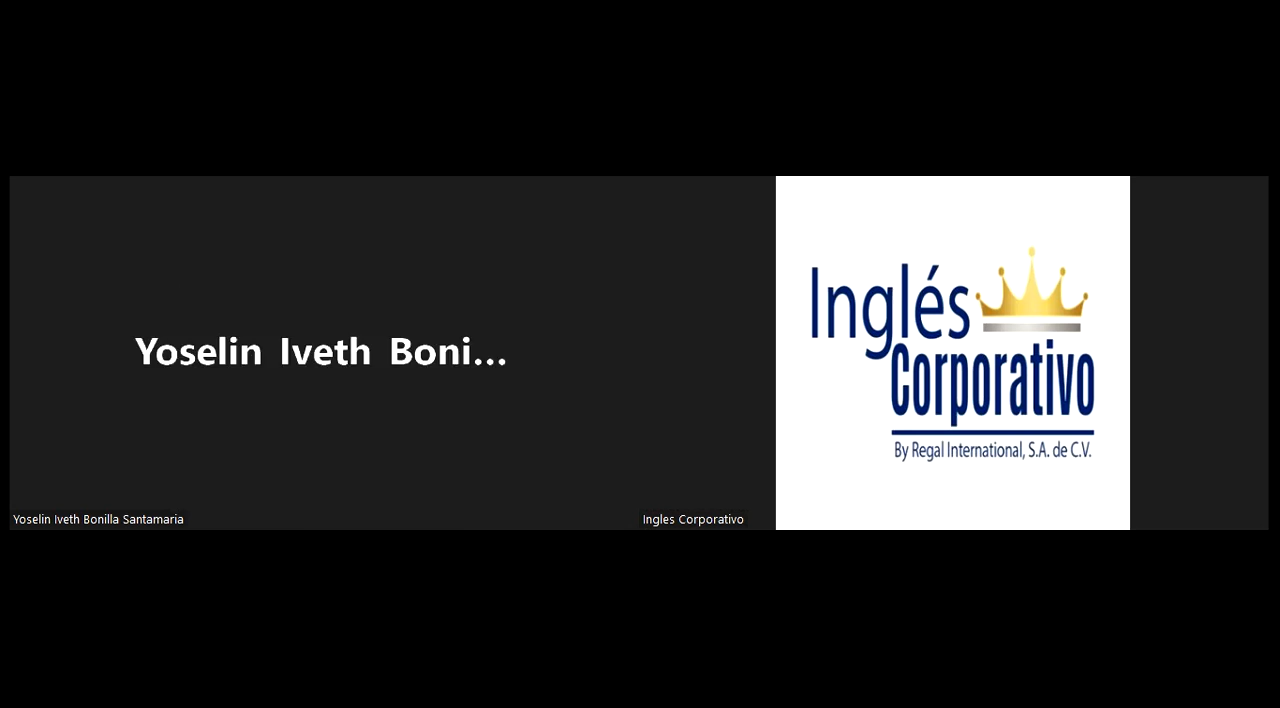 Yoselin Iveth Boni...
Yoselin Iveth Bonilla Santamaria
Inglés
Corporativo
By Regal International, S.A. de C.V.
Ingles Corporativo